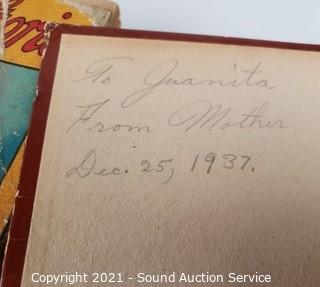 To Juanita
From Mother
Dec. 25, 1937.
Copyright 2021 - Sound Auction Service